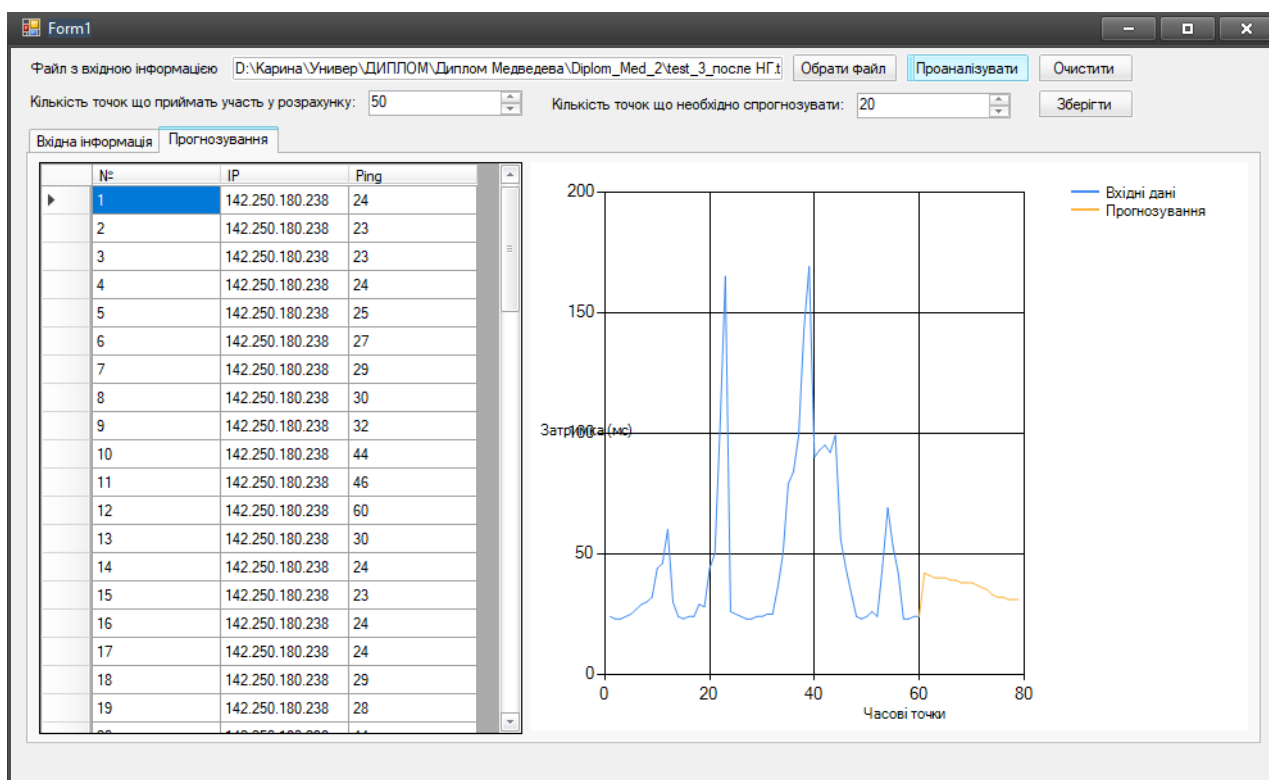 Form1
Файл з вхідною інформацією D:\Карина\Универ\ДИПЛОМ\Диплом Медведева\Diplom_Med_2\test_3_после НГ.t Обрати файл Проаналізувати Очистити
Кількість точок що приймать участь у розрахунку: 50 Кількість точок що необхідно спрогнозувати: 20 Зберігти
Вхідна інформація Прогнозування
№ IP Ping
1 142.250.180.238 24
2 142.250.180.238 23
3 142.250.180.238 23
4 142.250.180.238 24
5 142.250.180.238 25
6 142.250.180.238 27
7 142.250.180.238 29
8 142.250.180.238 30
9 142.250.180.238 32
10 142.250.180.238 44
11 142.250.180.238 46
12 142.250.180.238 60
13 142.250.180.238 30
14 142.250.180.238 24
15 142.250.180.238 23
16 142.250.180.238 24
17 142.250.180.238 24
18 142.250.180.238 29
19 142.250.180.238 28
200
150
Затримка (мс)
100
50
0
0 20 40 60 80
Часові точки
Вхідні дані
Прогнозування